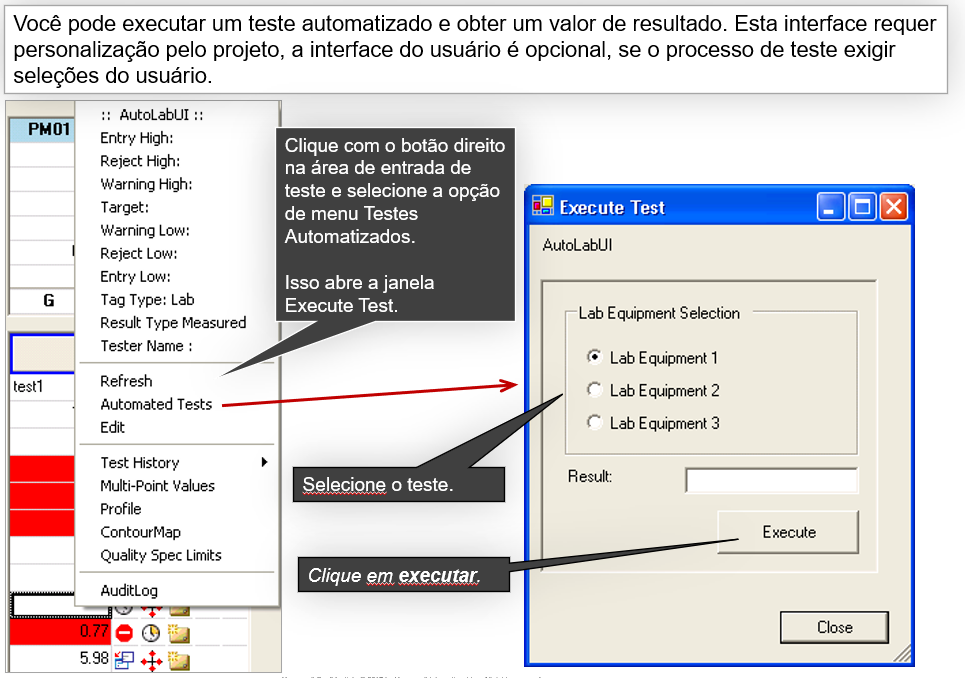 Você pode executar um teste automatizado e obter um valor de resultado. Esta interface requer
personalização pelo projeto, a interface do usuário é opcional, se o processo de teste exigir
seleções do usuário.
PM01
G
test1
0.77
5.98
:: AutoLabUI ::
Entry High:
Reject High:
Warning High:
Target:
Warning Low:
Reject Low:
Entry Low:
Tag Type: Lab
Result Type Measured
Tester Name :
Refresh
Automated Tests
Edit
Test History
Multi-Point Values
Profile
ContourMap
Quality Spec Limits
AuditLog
Clique com o botão direito
na área de entrada de
teste e selecione a opção
de menu Testes
Automatizados.
Isso abre a janela
Execute Test.
Selecione o teste.
Clique em executar.
Execute Test
AutoLabUI
Lab Equipment Selection
Lab Equipment 1
Lab Equipment 2
Lab Equipment 3
Result:
Execute
Close